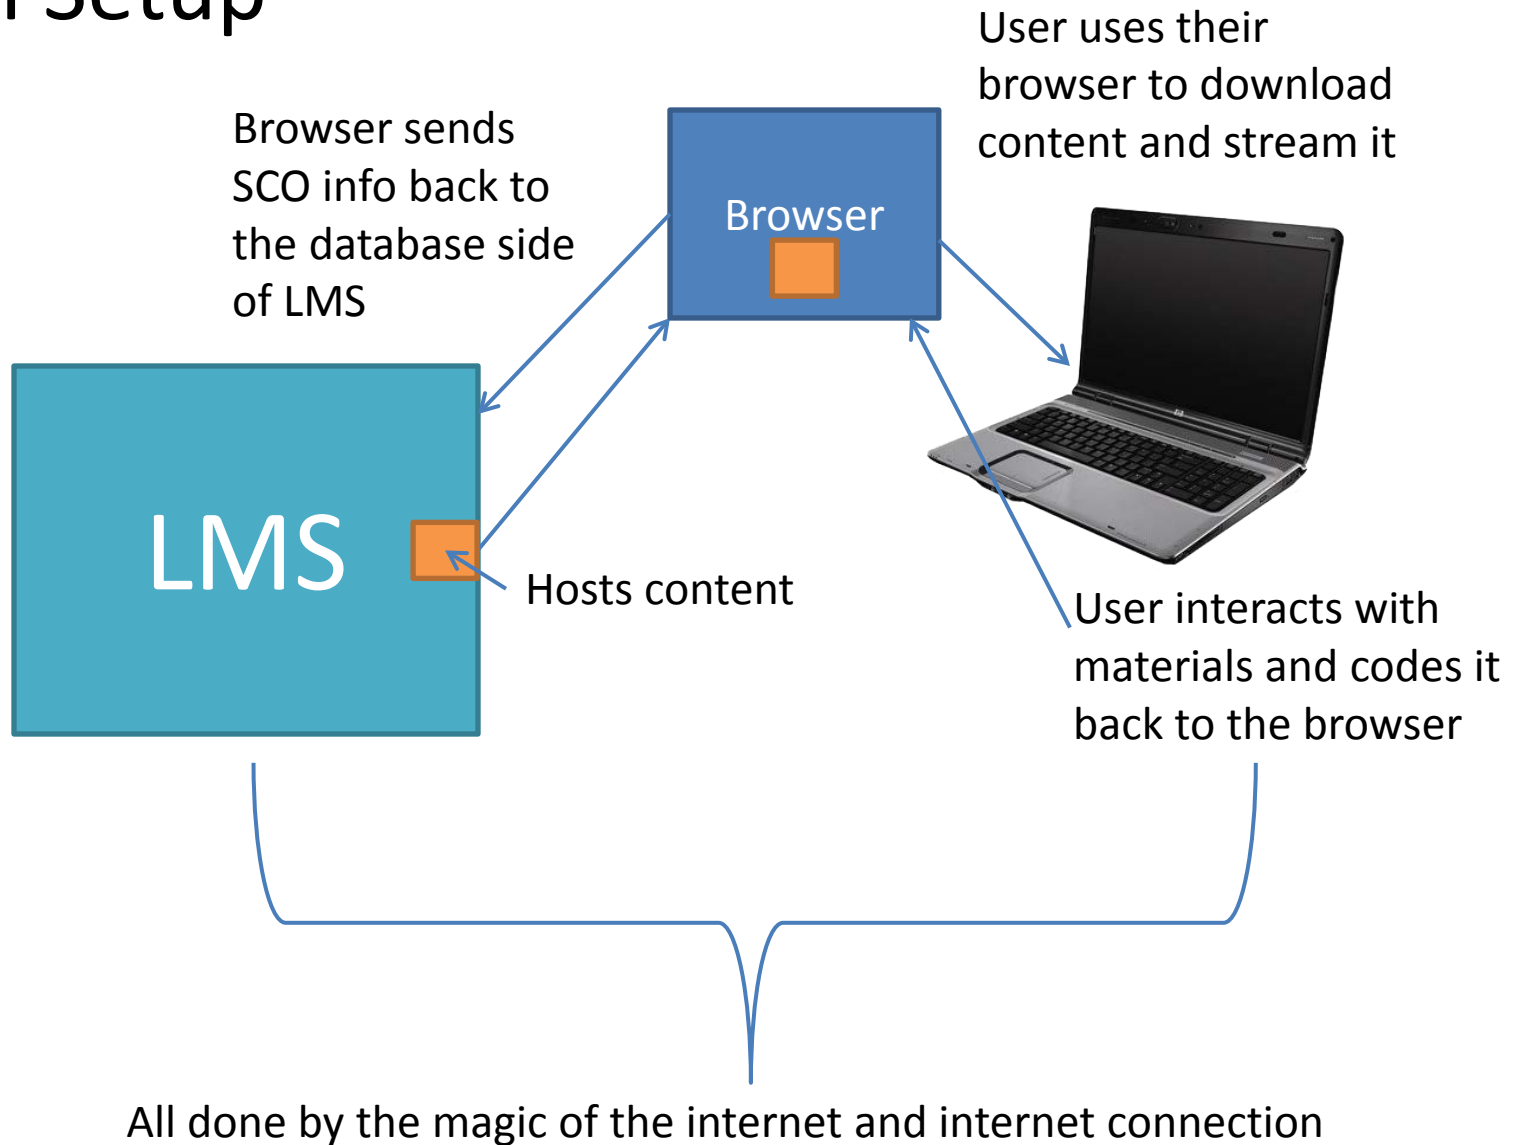 Setup
User uses their
browser to download
content and stream it
Browser sends
SCO info back to
the database side
of LMS
Browser
LMS
Hosts content
User interacts with
materials and codes it
back to the browser
All done by the magic of the internet and internet connection